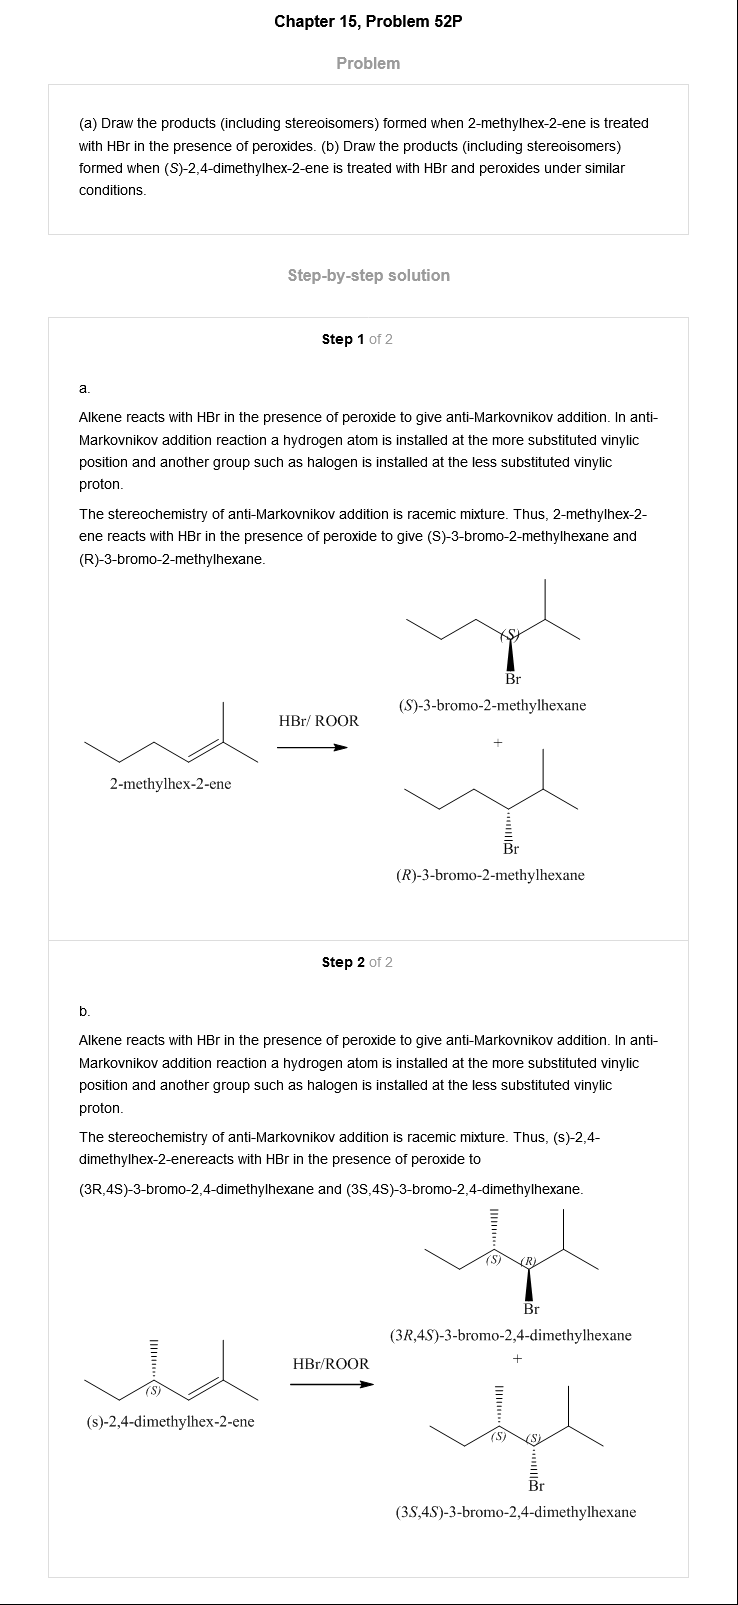 Chapter 15, Problem 52P
Problem
(a) Draw the products (including stereoisomers) formed when 2-methylhex-2-ene is treated
with HBr in the presence of peroxides. (b) Draw the products (including stereoisomers)
formed when (S)-2,4-dimethylhex-2-ene is treated with HBr and peroxides under similar
conditions.
Step-by-step solution
Step 1 of 2
a.
Alkene reacts with HBr in the presence of peroxide to give anti-Markovnikov addition. In anti-
Markovnikov addition reaction a hydrogen atom is installed at the more substituted vinylic
position and another group such as halogen is installed at the less substituted vinylic
proton.
The stereochemistry of anti-Markovnikov addition is racemic mixture. Thus, 2-methylhex-2-
ene reacts with HBr in the presence of peroxide to give (S)-3-bromo-2-methylhexane and
(R)-3-bromo-2-methylhexane.
(S)
Br
(S)-3-bromo-2-methylhexane
HBr/ ROOR
+
2-methylhex-2-ene
Br
(R)-3-bromo-2-methylhexane
Step 2 of 2
b.
Alkene reacts with HBr in the presence of peroxide to give anti-Markovnikov addition. In anti-
Markovnikov addition reaction a hydrogen atom is installed at the more substituted vinylic
position and another group such as halogen is installed at the less substituted vinylic
proton.
The stereochemistry of anti-Markovnikov addition is racemic mixture. Thus, (s)-2,4-
dimethylhex-2-enereacts with HBr in the presence of peroxide to
(3R,4S)-3-bromo-2,4-dimethylhexane and (3S,4S)-3-bromo-2,4-dimethylhexane.
(S) (R)
Br
(3R,4S)-3-bromo-2,4-dimethylhexane
+
HBr/ROOR
(S)
(s)-2,4-dimethylhex-2-ene
(S) (S)
Br
(3S,4S)-3-bromo-2,4-dimethylhexane